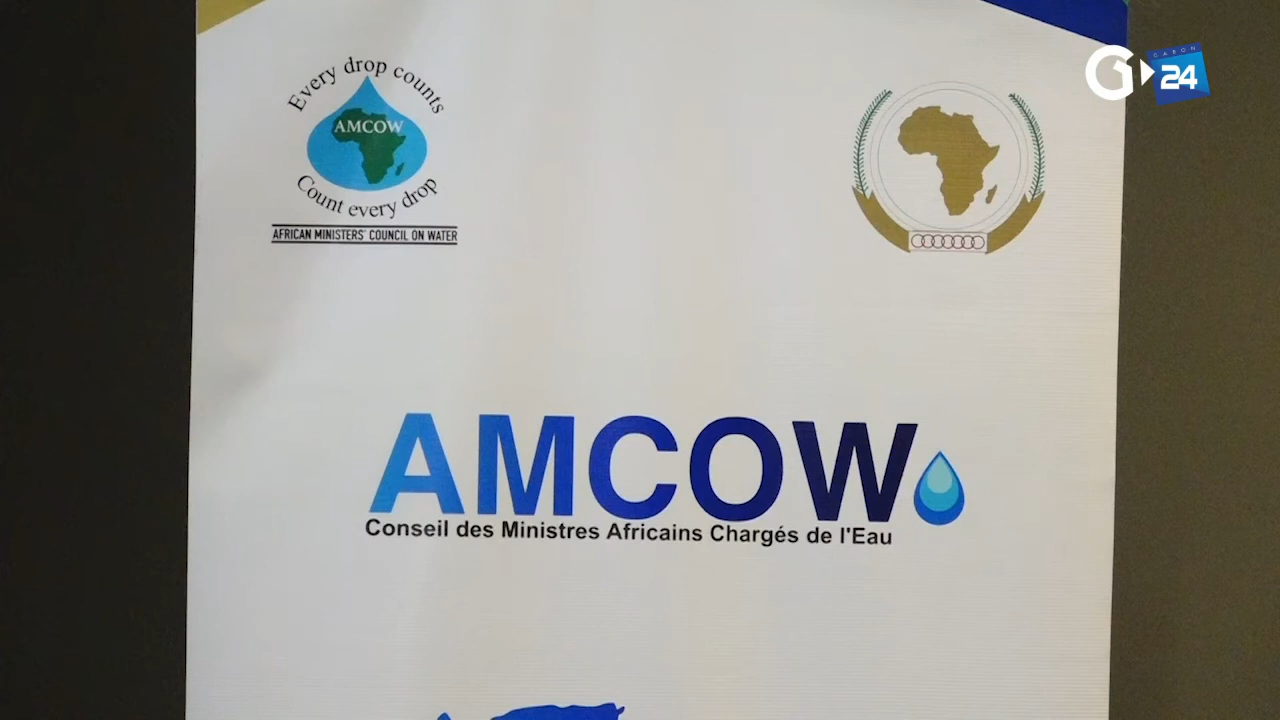 Every drop counts
AMCOW
Count every drop
AFRICAN MINISTERS' COUNCIL ON WATER
G
GABON
24
AMCOW
Conseil des Ministres Africains Chargés de l'Eau